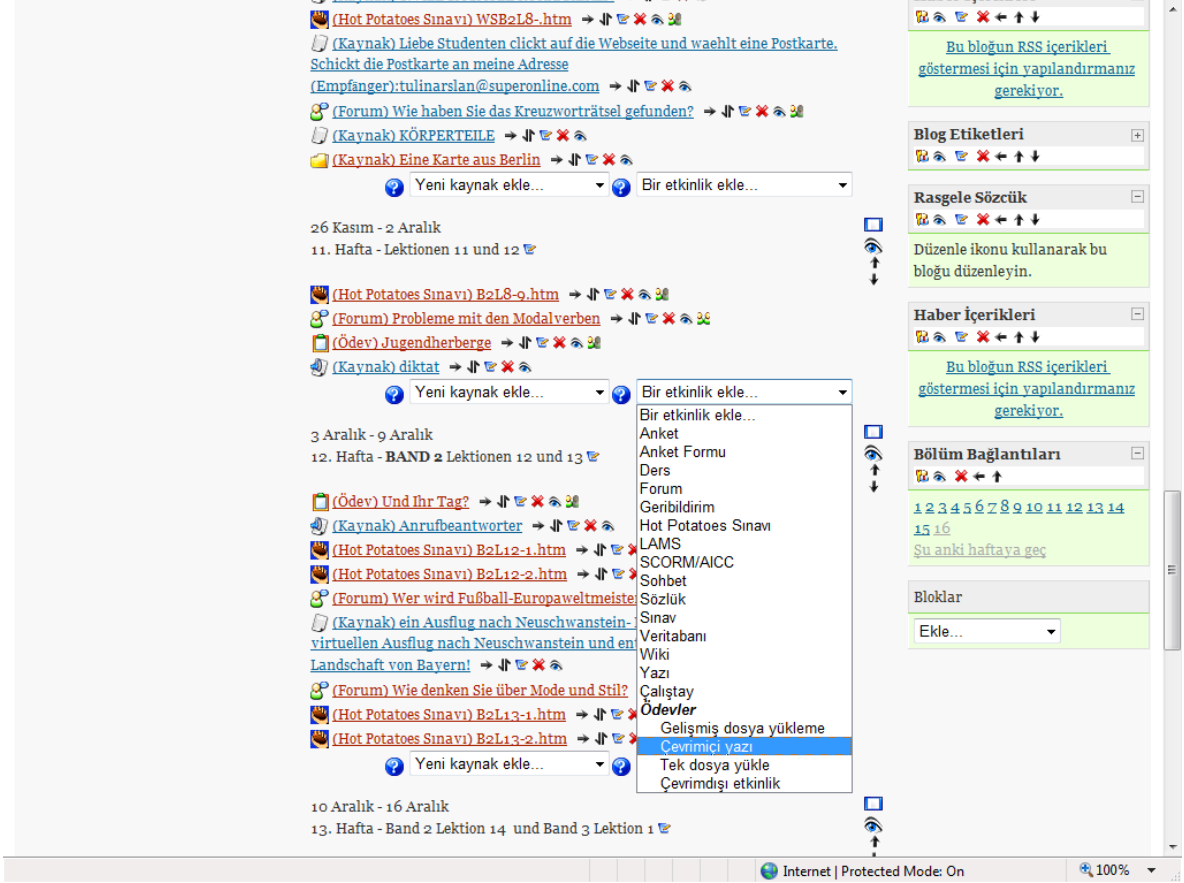 (Hot Potatoes Sınavı) WSB2L8-.htm
(Kaynak) Liebe Studenten clickt auf die Webseite und waehlt eine Postkarte.
Schickt die Postkarte an meine Adresse
(Empfänger):tulinarslan@superonline.com
(Forum) Wie haben Sie das Kreuzworträtsel gefunden?
(Kaynak) KÖRPERTEILE
(Kaynak) Eine Karte aus Berlin
Yeni kaynak ekle... Bir etkinlik ekle...
26 Kasım - 2 Aralık
11. Hafta - Lektionen 11 und 12
(Hot Potatoes Sınavı) B2L8-9.htm
(Forum) Probleme mit den Modalverben
(Ödev) Jugendherberge
(Kaynak) diktat
Yeni kaynak ekle... Bir etkinlik ekle...
Bir etkinlik ekle...
Anket
Anket Formu
Ders
Forum
Geribildirim
Hot Potatoes Sınavı
LAMS
SCORM/AICC
Sohbet
Sözlük
Sınav
Veritabanı
Wiki
Yazı
Çalıştay
Ödevler
Gelişmiş dosya yükleme
Çevrimiçi yazı
Tek dosya yükle
Çevrimdışı etkinlik
3 Aralık - 9 Aralık
12. Hafta - BAND 2 Lektionen 12 und 13
(Ödev) Und Ihr Tag?
(Kaynak) Anrufbeantworter
(Hot Potatoes Sınavı) B2L12-1.htm
(Hot Potatoes Sınavı) B2L12-2.htm
(Forum) Wer wird Fußball-Europaweltmeiste
(Kaynak) ein Ausflug nach Neuschwanstein-
virtuellen Ausflug nach Neuschwanstein und en
Landschaft von Bayern!
(Forum) Wie denken Sie über Mode und Stil?
(Hot Potatoes Sınavı) B2L13-1.htm
(Hot Potatoes Sınavı) B2L13-2.htm
Yeni kaynak ekle...
10 Aralık - 16 Aralık
13. Hafta - Band 2 Lektion 14 und Band 3 Lektion 1
Bu bloğun RSS içerikleri
göstermesi için yapılandırmanız
gerekiyor.
Blog Etiketleri
Rasgele Sözcük
Düzenle ikonu kullanarak bu
bloğu düzenleyin.
Haber İçerikleri
Bu bloğun RSS içerikleri
göstermesi için yapılandırmanız
gerekiyor.
Bölüm Bağlantıları
1 2 3 4 5 6 7 8 9 10 11 12 13 14
15 16
Şu anki haftaya geç
Bloklar
Ekle...
Internet | Protected Mode: On 100%